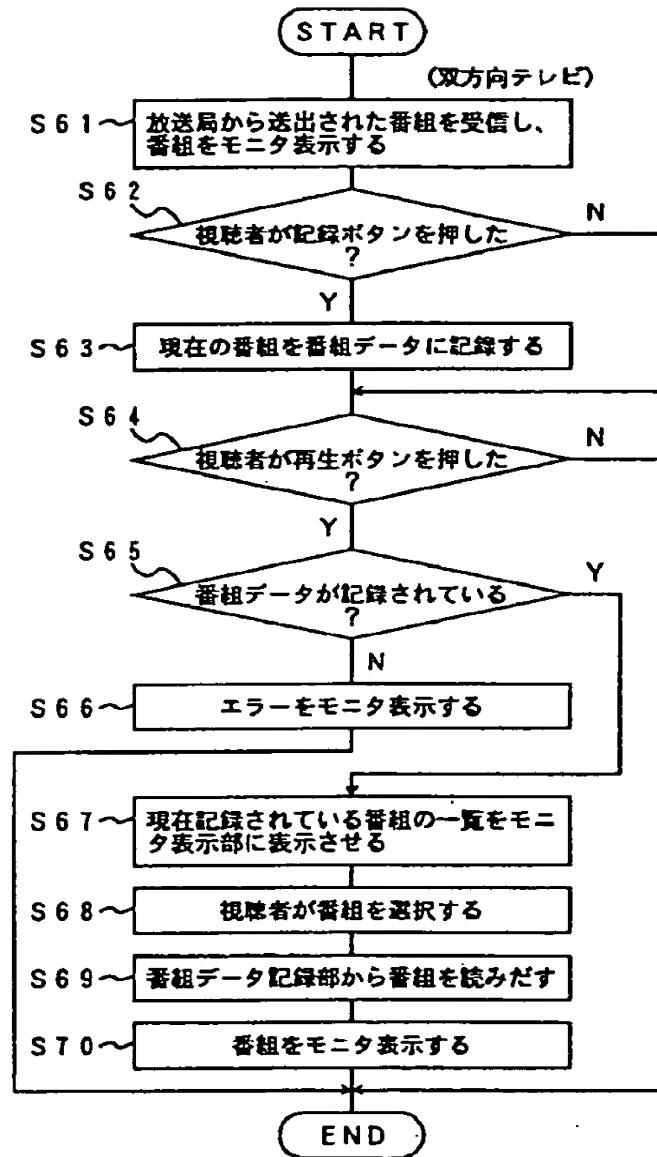 START
(双方向テレビ)
S61
放送局から送出された番組を受信し、
番組をモニタ表示する
S62
視聴者が記録ボタンを押した
?
N
Y
S63
現在の番組を番組データに記録する
S64
視聴者が再生ボタンを押した
?
N
Y
S65
番組データが記録されている
?
Y
N
S66
エラーをモニタ表示する
S67
現在記録されている番組の一覧をモニ
タ表示部に表示させる
S68
視聴者が番組を選択する
S69
番組データ記録部から番組を読みだす
S70
番組をモニタ表示する
END